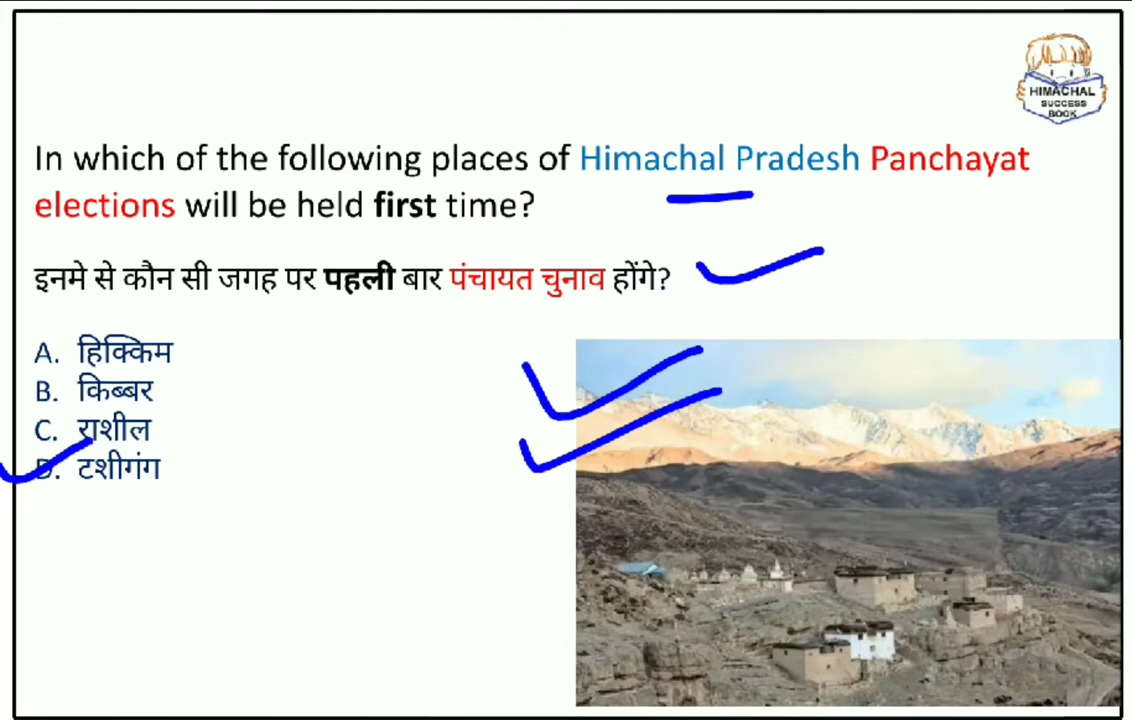 HIMACHAL
SUCCESS
BOOK
In which of the following places of Himachal Pradesh Panchayat
elections will be held first time?
इनमे से कौन सी जगह पर पहली बार पंचायत चुनाव होंगे?
A. हिक्किम
B. किब्बर
C. राशील
D. टशीगंग